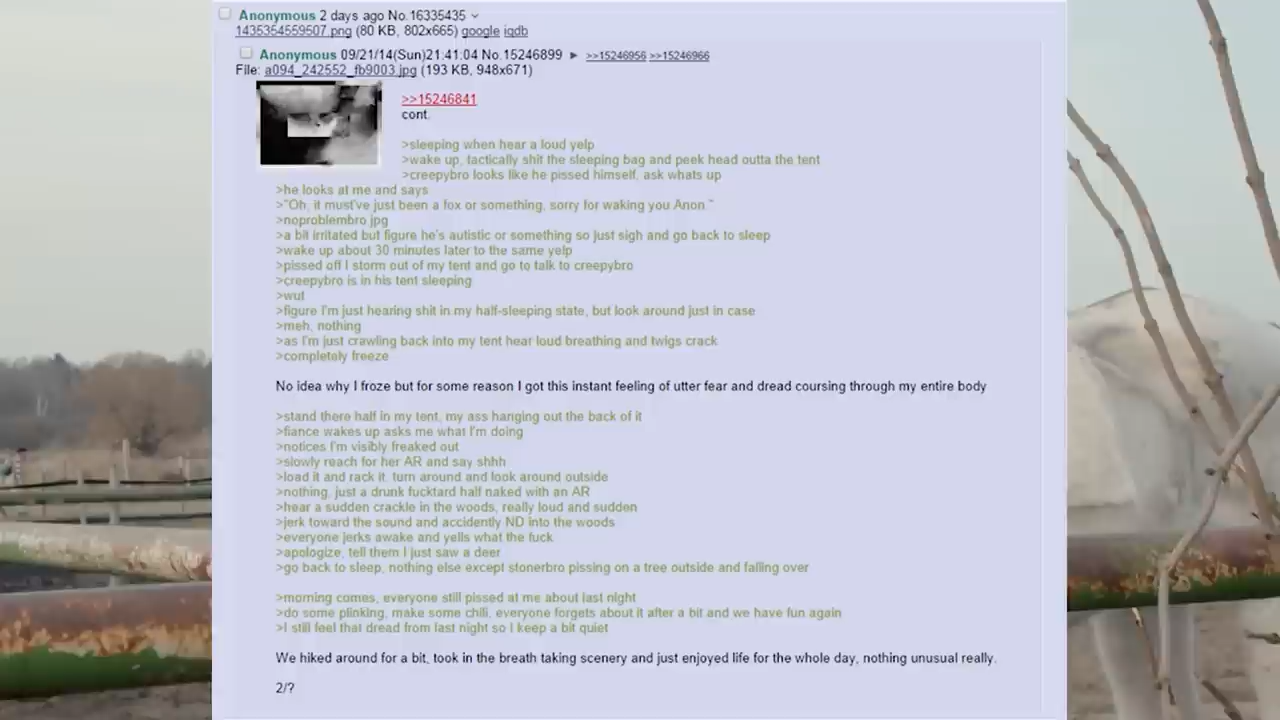 Anonymous 2 days ago No.16335435
1435354559507.png (80 KB, 802x665) google iqdb
Anonymous 09/21/14(Sun)21:41:04 No.15246899 ► >>15246956 >>15246966
File: a094_242552_fb9003.jpg (193 KB, 948x671)
>>15246841
cont.
>sleeping when hear a loud yelp
>wake up, tactically shit the sleeping bag and peek head outta the tent
>creepybro looks like he pissed himself, ask whats up
>he looks at me and says
>"Oh, it must've just been a fox or something, sorry for waking you Anon."
>noproblembro.jpg
>a bit irritated but figure he's autistic or something so just sigh and go back to sleep
>wake up about 30 minutes later to the same yelp
>pissed off I storm out of my tent and go to talk to creepybro
>creepybro is in his tent sleeping
>wut
>figure I'm just hearing shit in my half-sleeping state, but look around just in case
>meh, nothing
>as I'm just crawling back into my tent hear loud breathing and twigs crack
>completely freeze
No idea why I froze but for some reason I got this instant feeling of utter fear and dread coursing through my entire body
>stand there half in my tent, my ass hanging out the back of it
>fiance wakes up asks me what I'm doing
>notices I'm visibly freaked out
>slowly reach for her AR and say shhh
>load it and rack it, turn around and look around outside
>nothing, just a drunk fucktard half naked with an AR
>hear a sudden crackle in the woods, really loud and sudden
>jerk toward the sound and accidently ND into the woods
>everyone jerks awake and yells what the fuck
>apologize, tell them I just saw a deer
>go back to sleep, nothing else except stonerbro pissing on a tree outside and falling over
>morning comes, everyone still pissed at me about last night
>do some plinking, make some chili, everyone forgets about it after a bit and we have fun again
>I still feel that dread from last night so I keep a bit quiet
We hiked around for a bit, took in the breath taking scenery and just enjoyed life for the whole day, nothing unusual really.
2/?